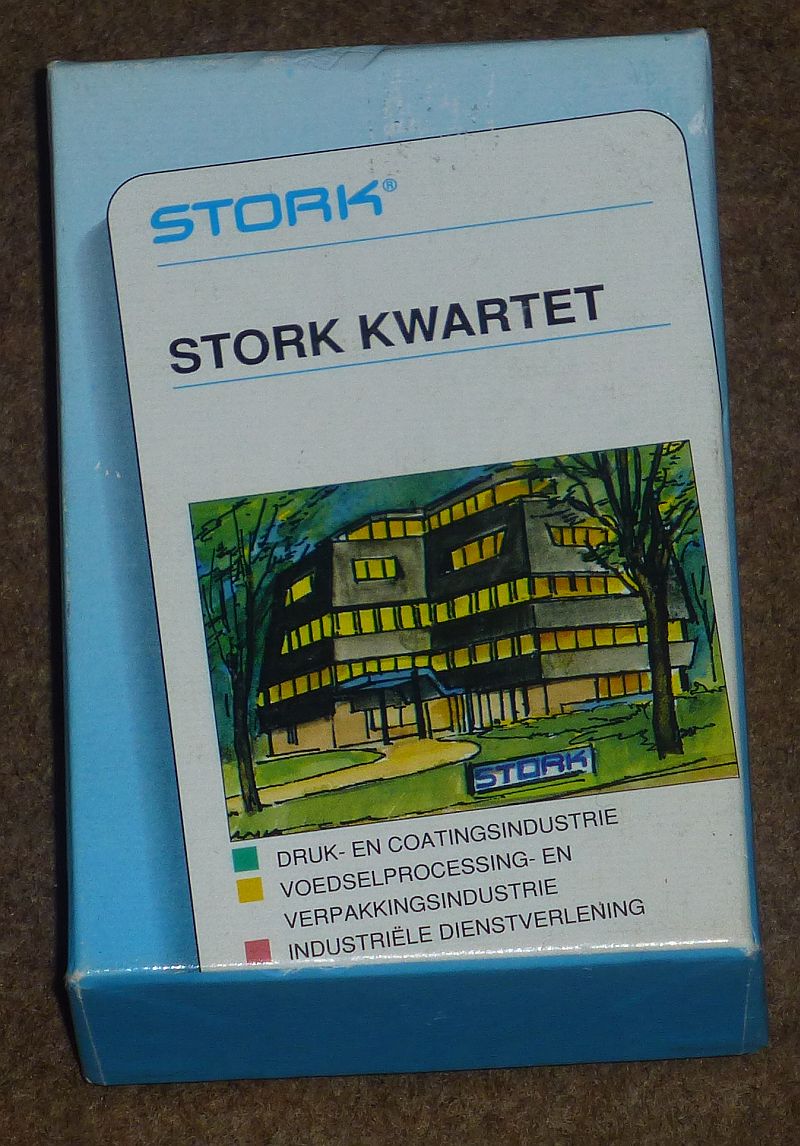 STORK®
STORK KWARTET
STORK
DRUK- EN COATINGSINDUSTRIE
VOEDSELPROCESSING- EN
VERPAKKINGSINDUSTRIE
INDUSTRIËLE DIENSTVERLENING